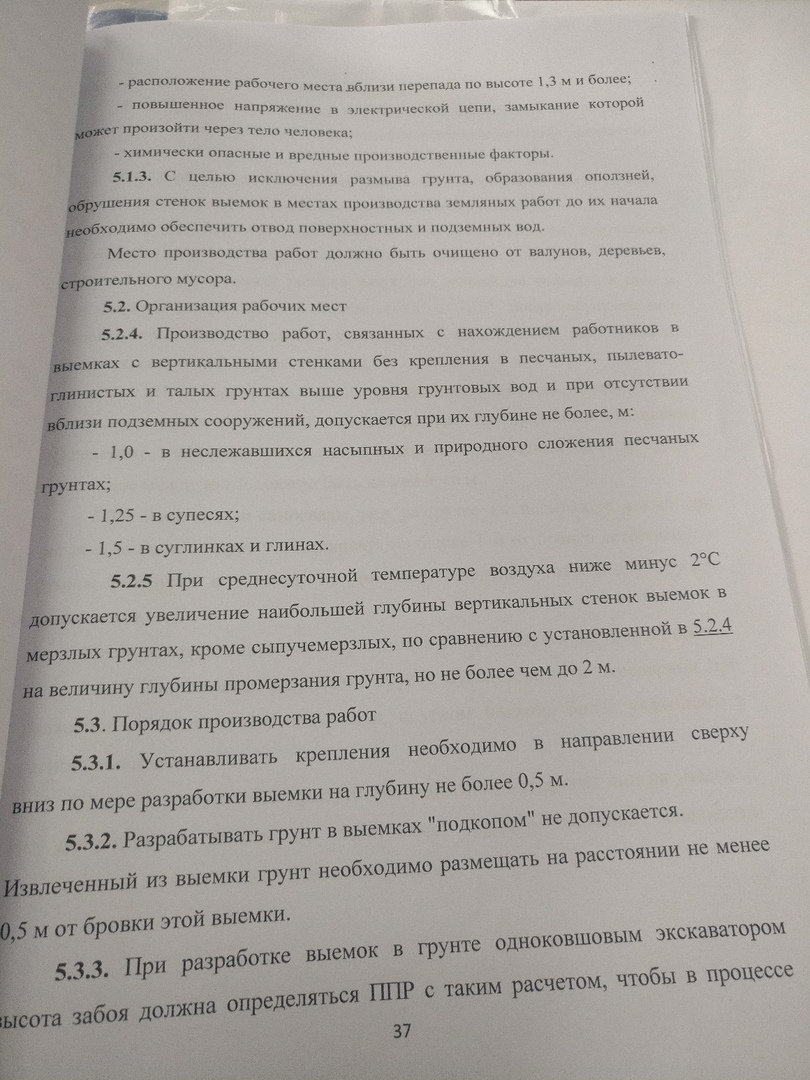 - расположение рабочего места вблизи перепада по высоте 1,3 м и более;
- повышенное напряжение в электрической цепи, замыкание которой
может произойти через тело человека;
- химически опасные и вредные производственные факторы.
5.1.3. С целью исключения размыва грунта, образования оползней,
обрушения стенок выемок в местах производства земляных работ до их начала
необходимо обеспечить отвод поверхностных и подземных вод.
Место производства работ должно быть очищено от валунов, деревьев,
строительного мусора.
5.2. Организация рабочих мест
5.2.4. Производство работ, связанных с нахождением работников в
выемках с вертикальными стенками без крепления в песчаных, пылевато-
глинистых и талых грунтах выше уровня грунтовых вод и при отсутствии
вблизи подземных сооружений, допускается при их глубине не более, м:
- 1,0 - в неслежавшихся насыпных и природного сложения песчаных
грунтах;
- 1,25 - в супесях;
- 1,5 - в суглинках и глинах.
5.2.5 При среднесуточной температуре воздуха ниже минус 2°С
допускается увеличение наибольшей глубины вертикальных стенок выемок в
мерзлых грунтах, кроме сыпучемерзлых, по сравнению с установленной в 5.2.4
на величину глубины промерзания грунта, но не более чем до 2 м.
5.3. Порядок производства работ
5.3.1. Устанавливать крепления необходимо в направлении сверху
вниз по мере разработки выемки на глубину не более 0,5 м.
5.3.2. Разрабатывать грунт в выемках "подкопом" не допускается.
Извлеченный из выемки грунт необходимо размещать на расстоянии не менее
0,5 м от бровки этой выемки.
5.3.3. При разработке выемок в грунте одноковшовым экскаватором
высота забоя должна определяться ППР с таким расчетом, чтобы в процессе
37